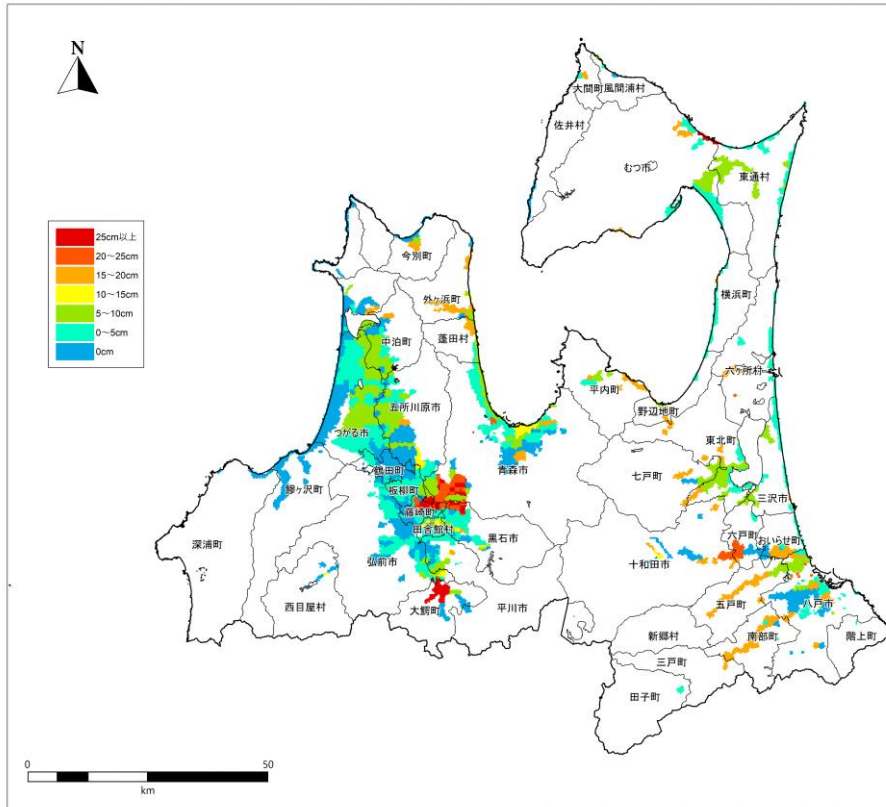 N
大間町
風間浦村
佐井村
むつ市
東通村
25cm以上
20～25cm
15～20cm
10～15cm
5～10cm
0～5cm
0cm
今別町
外ヶ浜町
横浜町
中泊町
蓬田村
六ヶ所村
平内町
五所川原市
野辺地町
つがる市
東北町
鶴田町
青森市
七戸町
板柳町
鰺ヶ沢町
三沢市
藤崎町
田舎館村
黒石市
六戸町
おいらせ町
深浦町
弘前市
十和田市
西目屋村
大鰐町
平川市
五戸町
八戸市
新郷村
南部町
階上町
三戸町
田子町
0
50
km